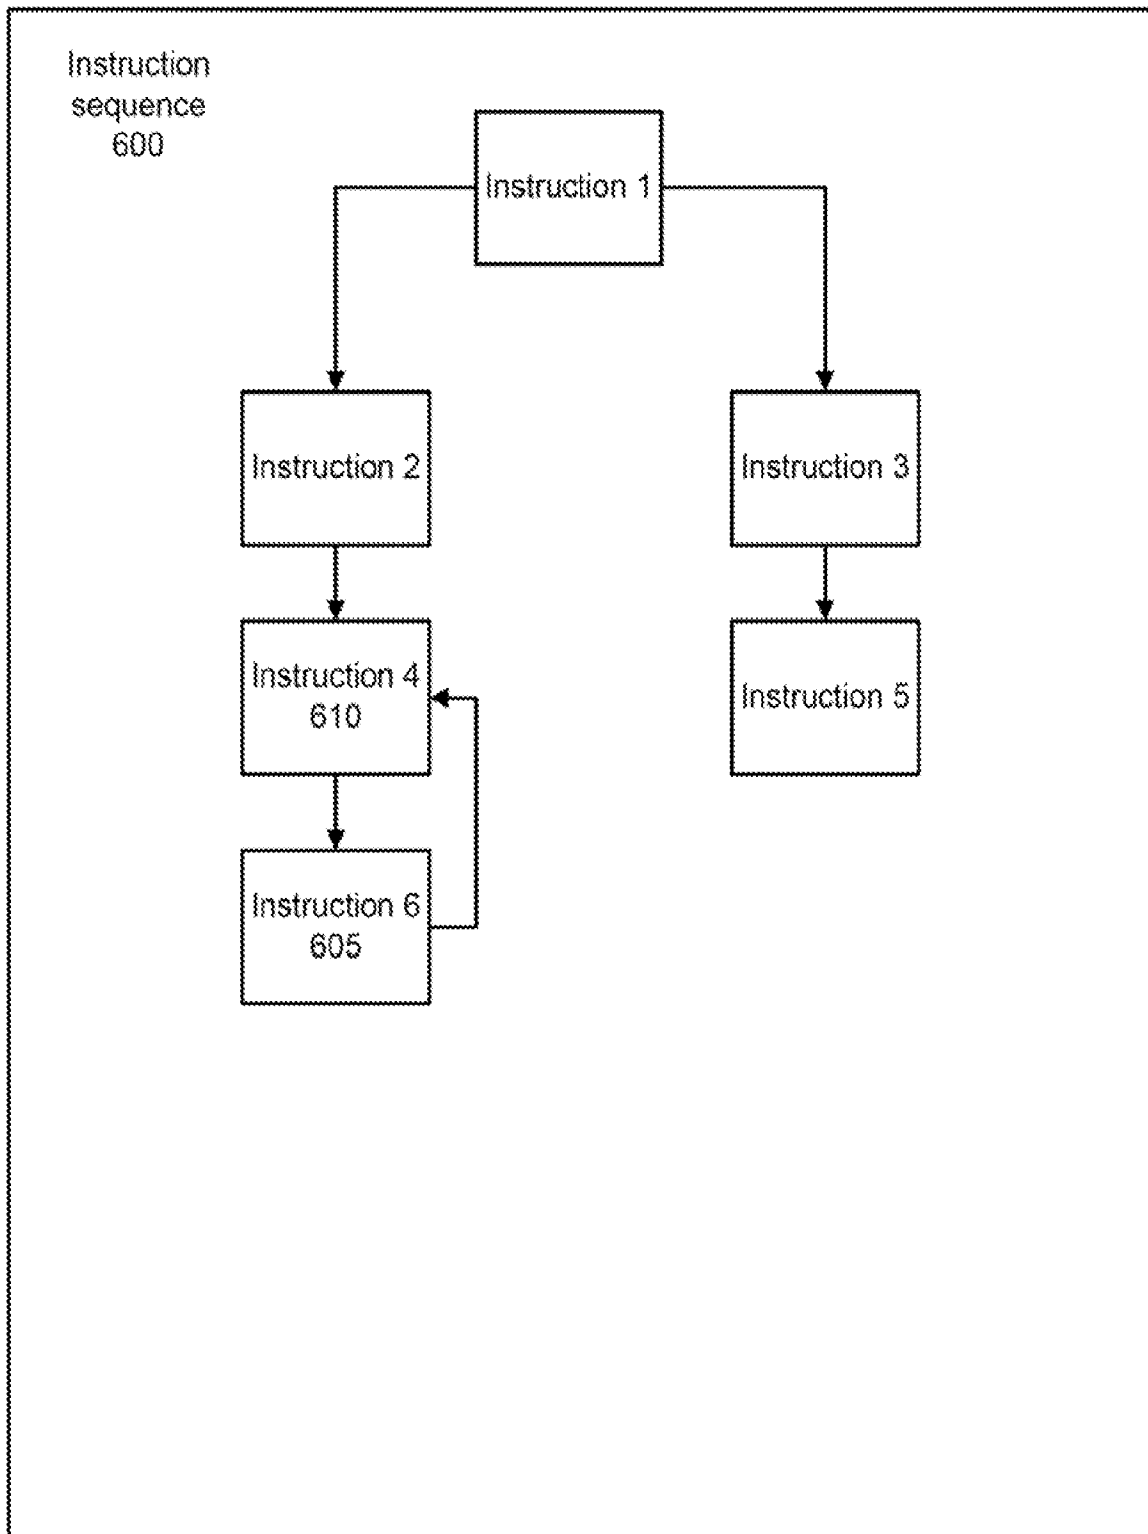 Instruction
sequence
600
Instruction 1
Instruction 2
Instruction 3
Instruction 4
610
Instruction 5
Instruction 6
605